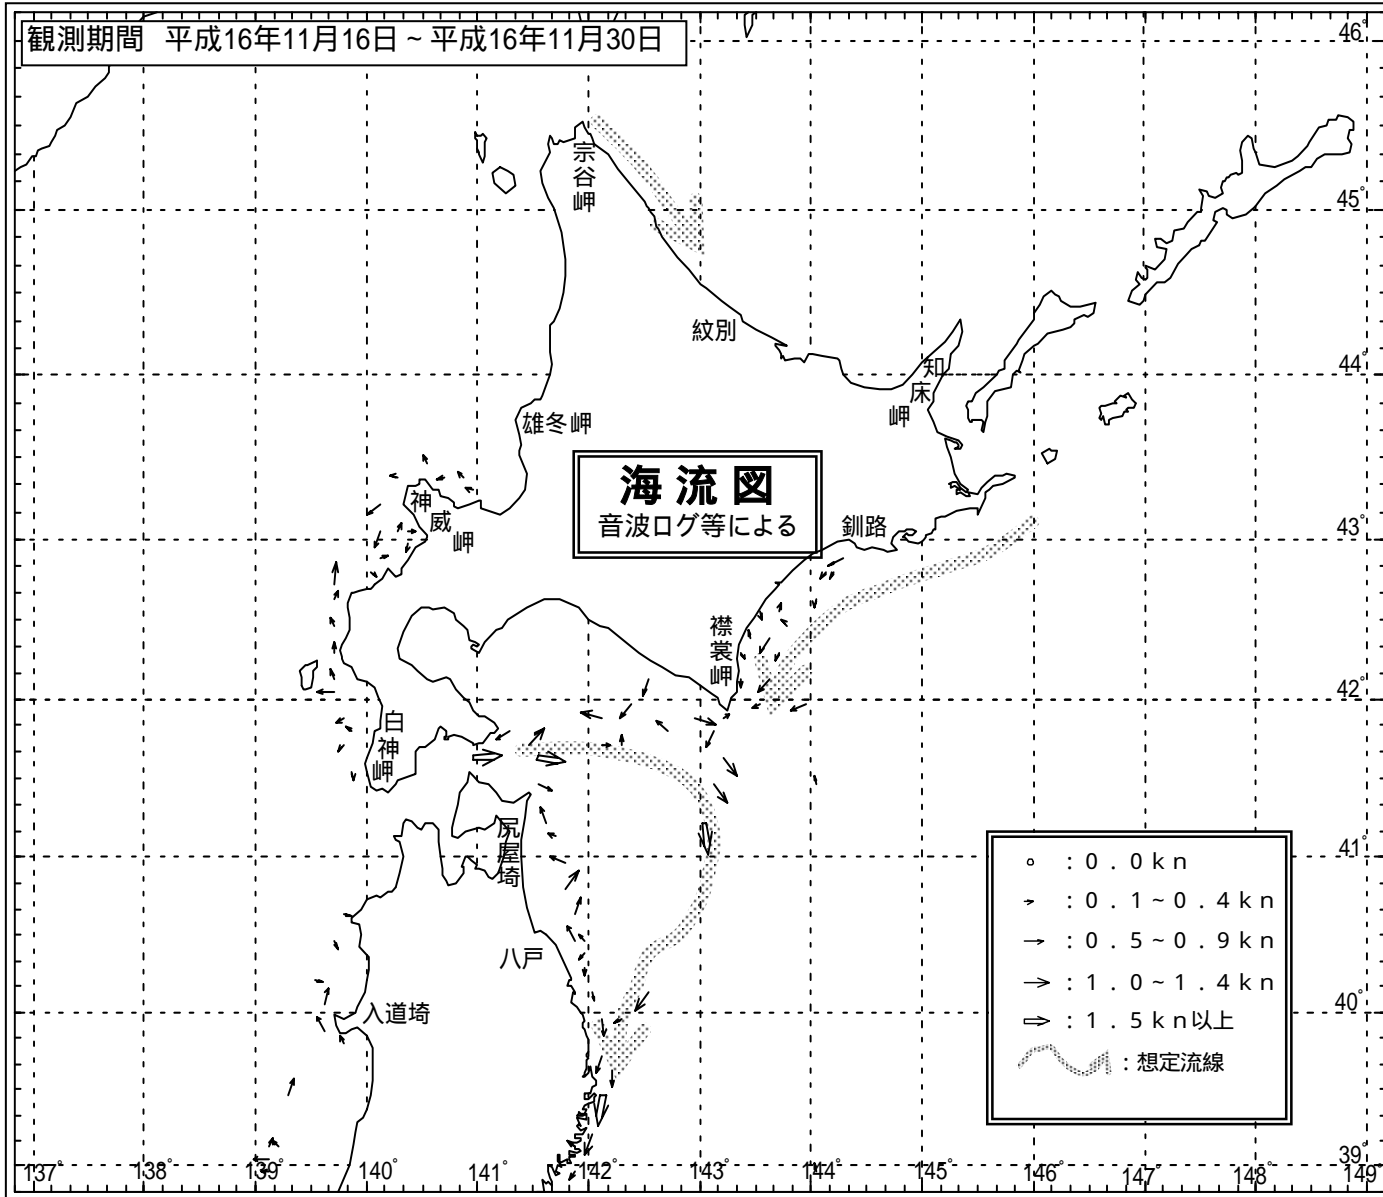 観測期間 平成16年11月16日 ~ 平成16年11月30日
46°
宗谷岬
45°
紋別
44°
知床岬
雄冬岬
海流図
音波ログ等による
神威岬
釧路
43°
襟裳岬
42°
白神岬
尻屋埼
41°
八戸
入道埼
40°
: 0.0kn
: 0.1~0.4kn
: 0.5~0.9kn
: 1.0~1.4kn
: 1.5kn以上
: 想定流線
39°
137° 138° 139° 140° 141° 142° 143° 144° 145° 146° 147° 148° 149°